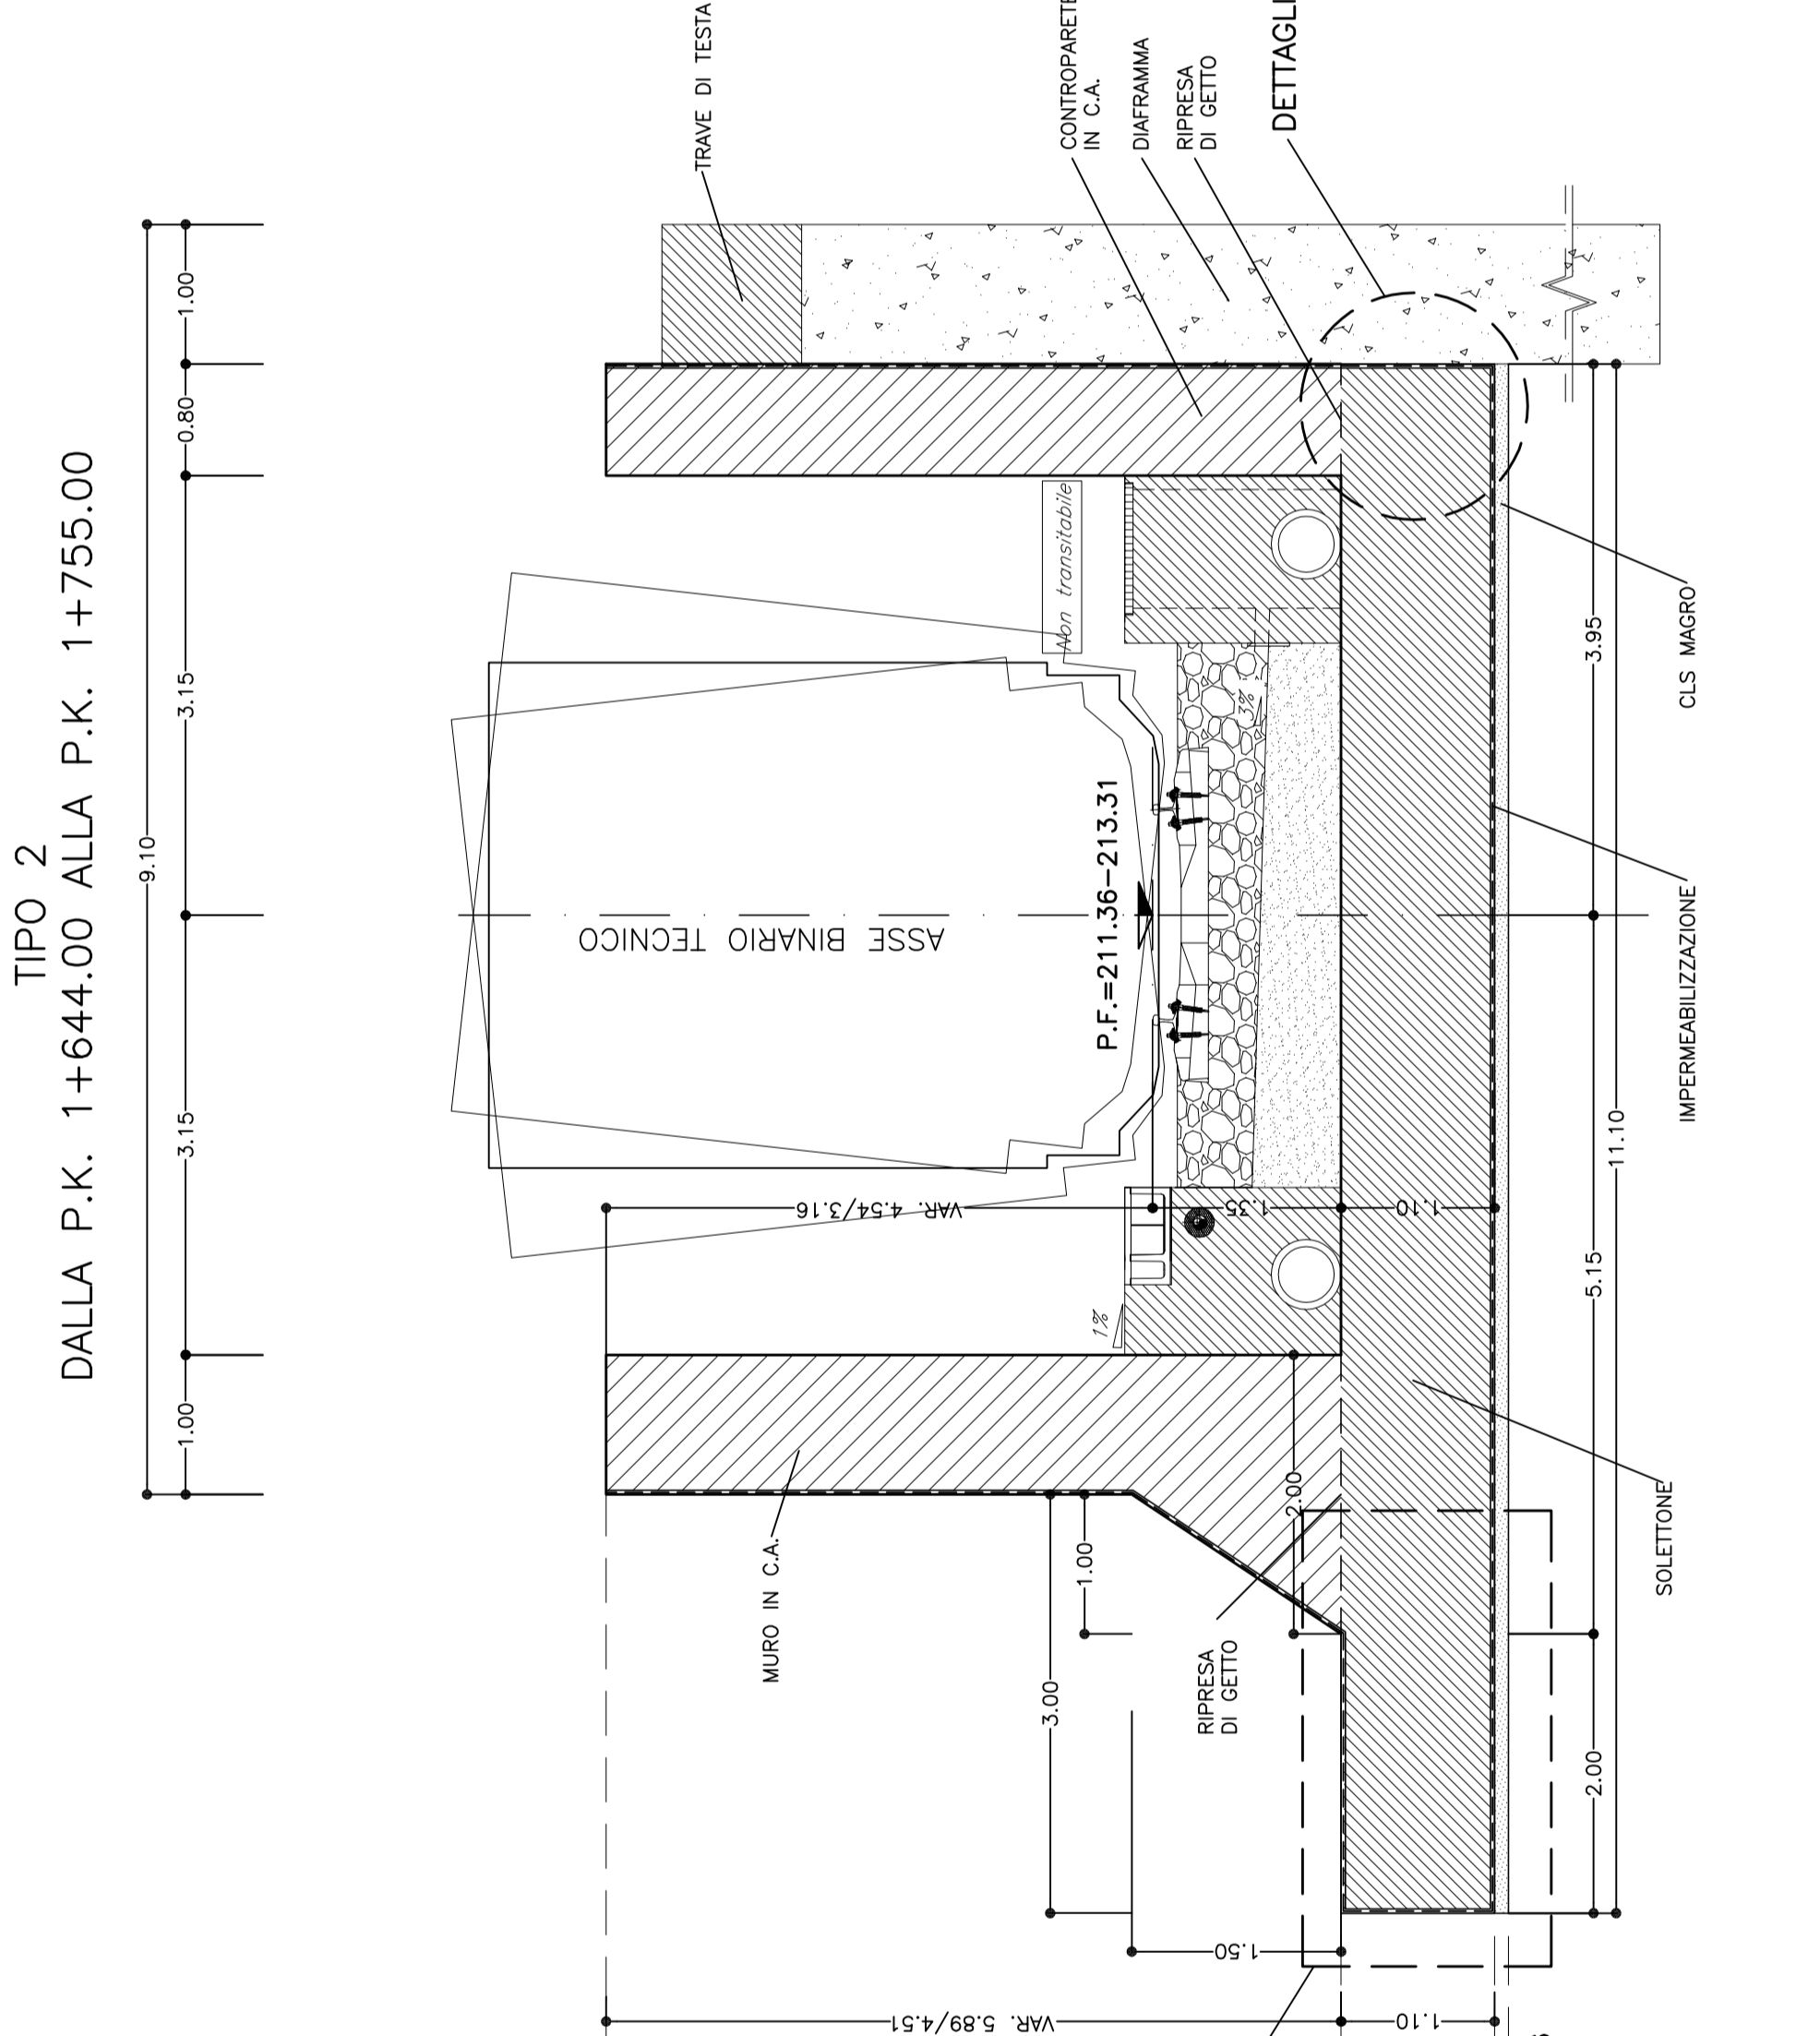 TIPO 2
DALLA P.K. 1+644.00 ALLA P.K. 1+755.00
9.10
1.00
3.15
3.15
0.80
1.00
TRAVE DI TESTA
CONTROPARETE
IN C.A.
DIAFRAMMA
RIPRESA
DI GETTO
DETTAGLI
ASSE BINARIO TECNICO
Non transitabile
P.F.=211.36-213.31
VAR. 4.54/3.16
1.35
1.10
1%
3%
MURO IN C.A.
3.00
1.00
2.00
RIPRESA
DI GETTO
1.50
VAR. 5.89/4.51
1.10
2.00
5.15
3.95
11.10
SOLETTONE
IMPERMEABILIZZAZIONE
CLS MAGRO